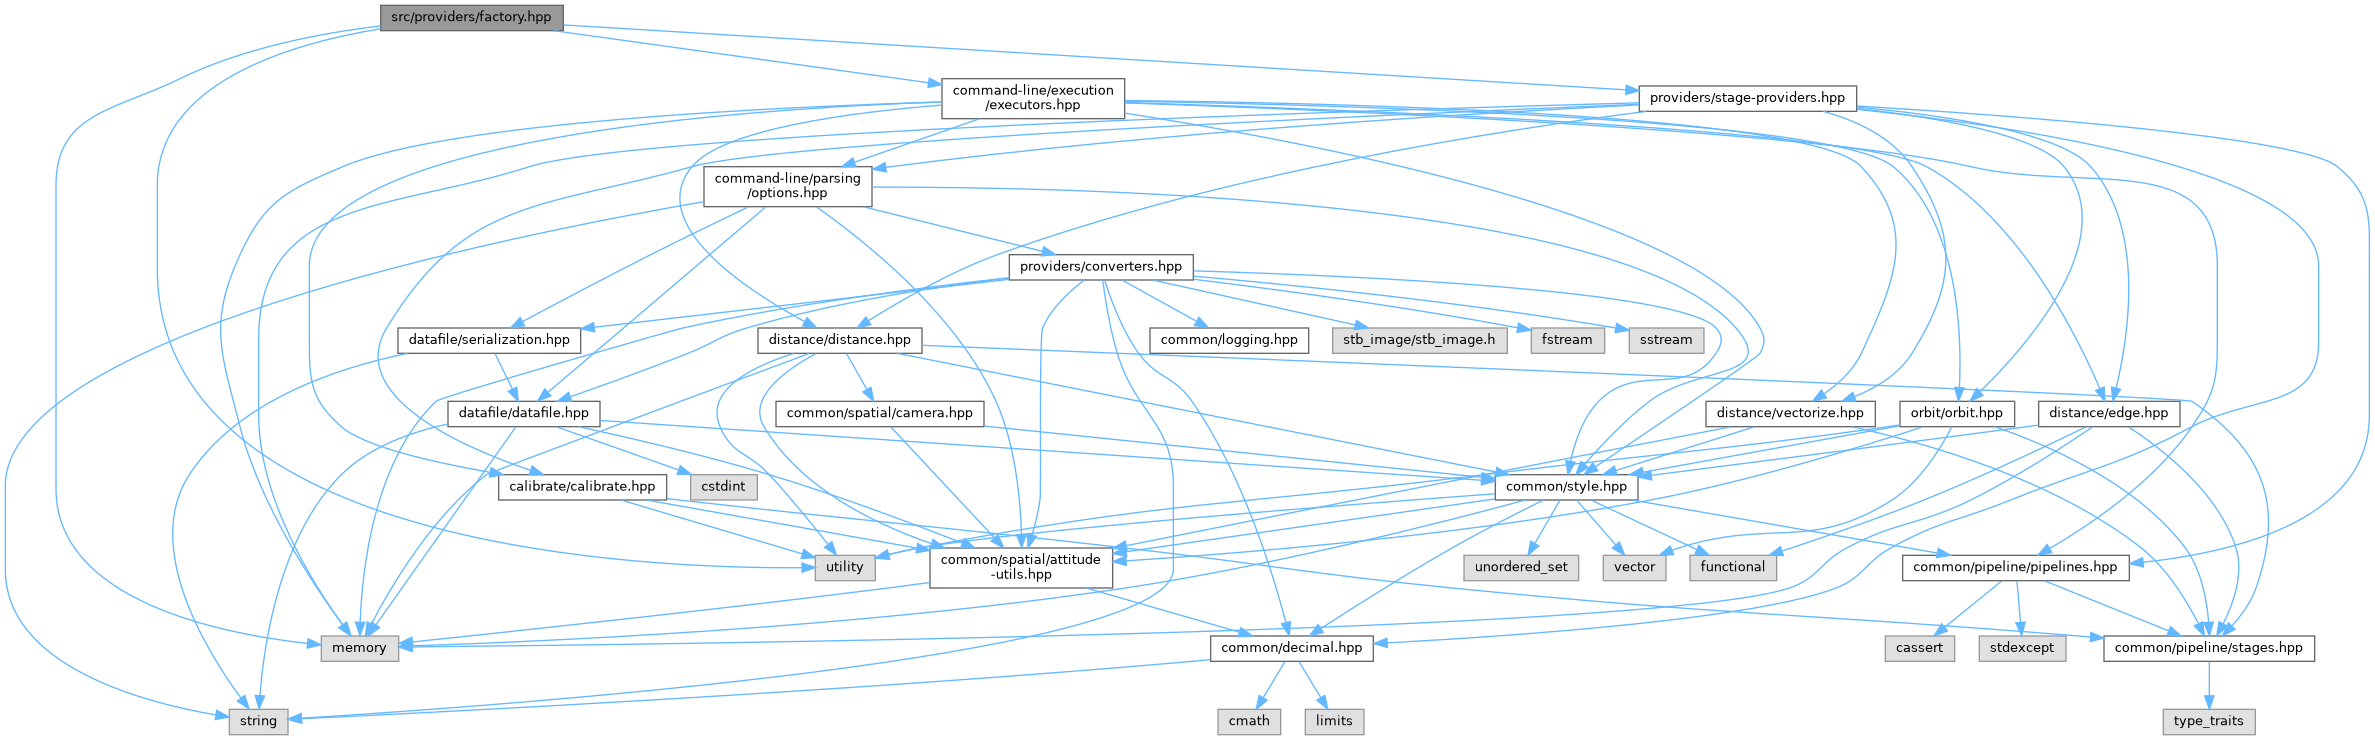 src/providers/factory.hpp
command-line/execution
/executors.hpp
providers/stage-providers.hpp
command-line/parsing
/options.hpp
providers/converters.hpp
datafile/serialization.hpp
distance/distance.hpp
common/logging.hpp
stb_image/stb_image.h
fstream
sstream
datafile/datafile.hpp
common/spatial/camera.hpp
distance/vectorize.hpp
orbit/orbit.hpp
distance/edge.hpp
calibrate/calibrate.hpp
cstdint
common/style.hpp
utility
common/spatial/attitude
-utils.hpp
unordered_set
vector
functional
common/pipeline/pipelines.hpp
memory
common/decimal.hpp
cassert
stdexcept
common/pipeline/stages.hpp
string
cmath
limits
type_traits